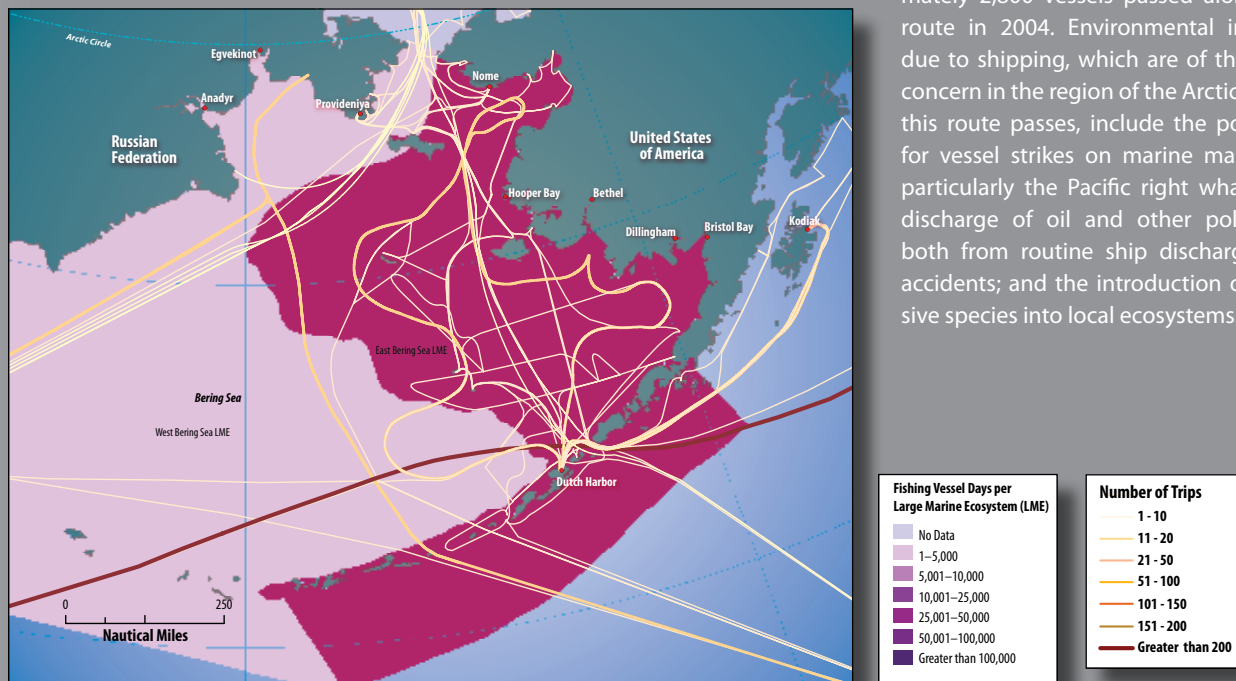 Arctic Circle
Egvekinot
Anadyr
Provideniya
Nome
Russian
Federation
United States
of America
Hooper Bay
Bethel
Dillingham
Bristol Bay
Kodiak
East Bering Sea LME
Bering Sea
West Bering Sea LME
Dutch Harbor
0 250
Nautical Miles
mately 2,800 vessels passed alon
route in 2004. Environmental
due to shipping, which are of th
concern in the region of the Arctic
this route passes, include the po
for vessel strikes on marine ma
particularly the Pacific right wha
discharge of oil and other pol
both from routine ship discharg
accidents; and the introduction
sive species into local ecosystems
Fishing Vessel Days per
Large Marine Ecosystem (LME)
No Data
1–5,000
5,001–10,000
10,001–25,000
25,001–50,000
50,001–100,000
Greater than 100,000
Number of Trips
1 - 10
11 - 20
21 - 50
51 - 100
101 - 150
151 - 200
Greater than 200